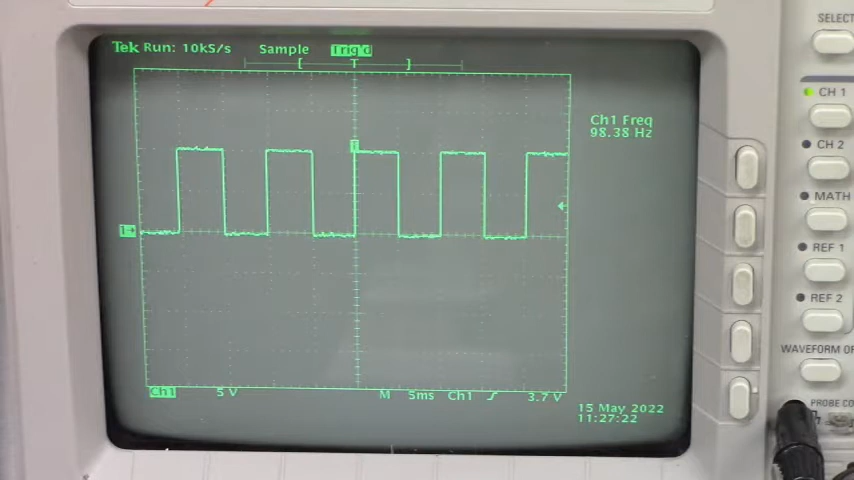 SELECT
Tek Run: 10kS/s Sample Trig'd
[ T ]
CH 1
Ch1 Freq
98.38 Hz
CH 2
T
MATH
1→
REF 1
REF 2
WAVEFORM OF
Ch1 5 V M 5ms Ch1 3.7 V
15 May 2022
11:27:22
PROBE CO